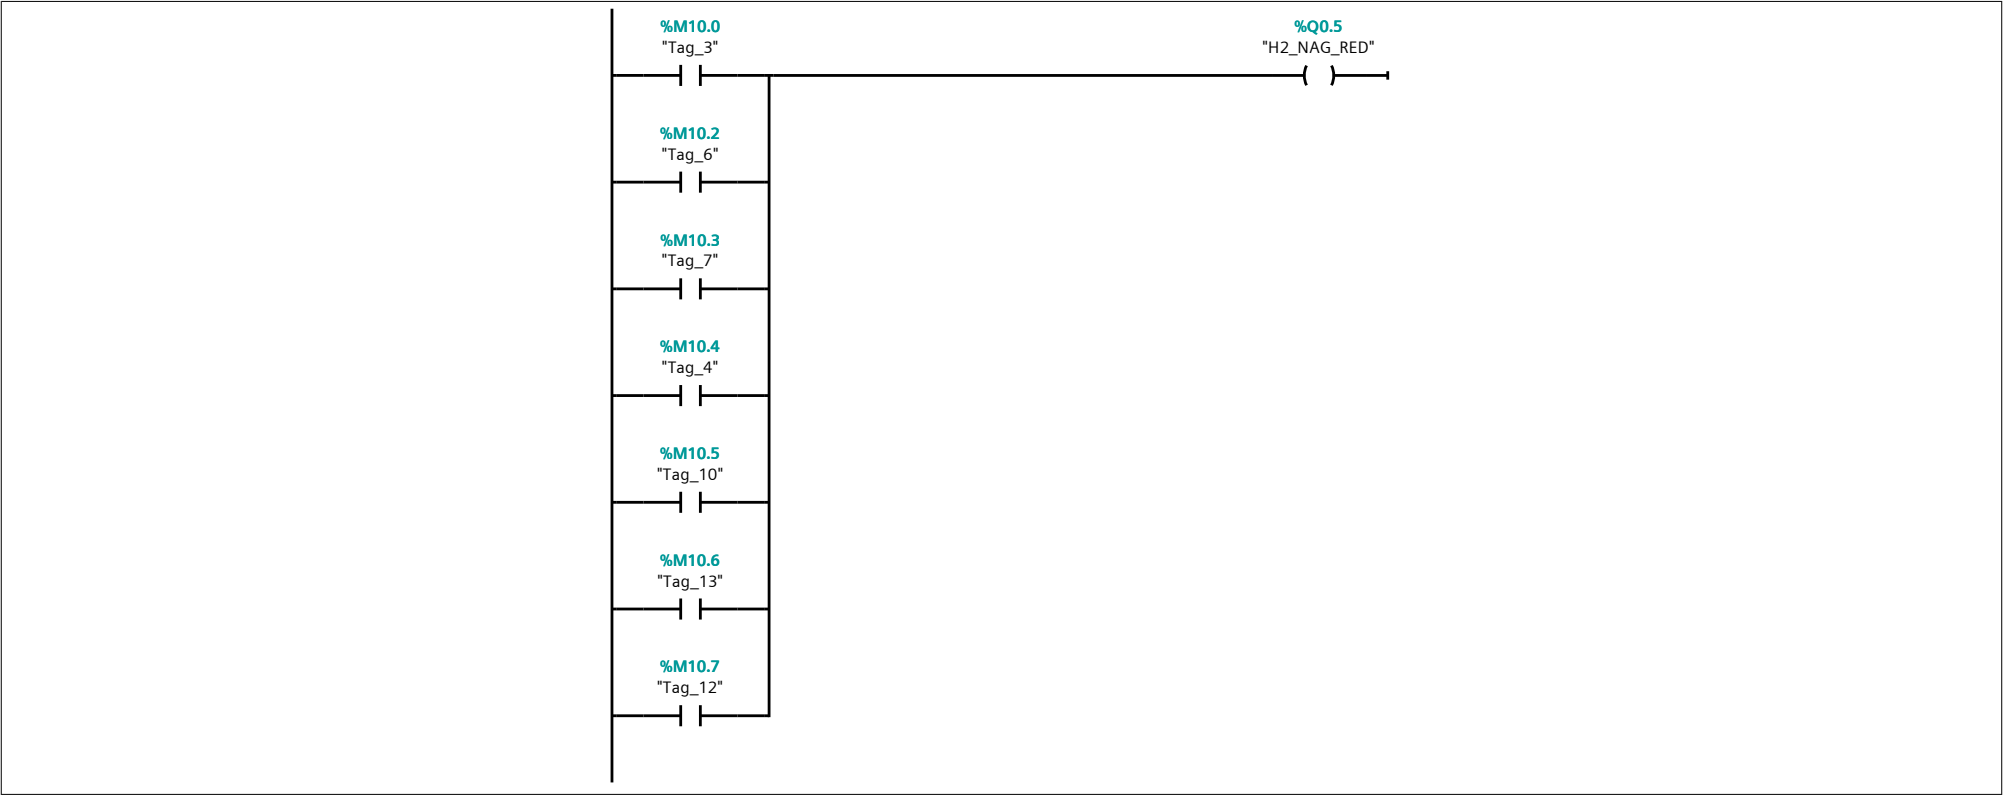 %M10.0
"Tag_3"
%Q0.5
"H2_NAG_RED"
%M10.2
"Tag_6"
%M10.3
"Tag_7"
%M10.4
"Tag_4"
%M10.5
"Tag_10"
%M10.6
"Tag_13"
%M10.7
"Tag_12"